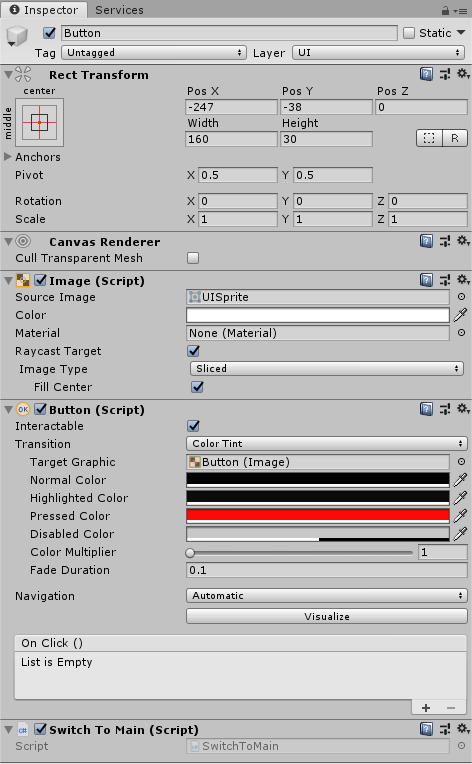 Inspector Services
Button Static
Tag Untagged Layer UI
Rect Transform
center Pos X Pos Y Pos Z
middle -247 -38 0
Width Height
160 30 R
Anchors
Pivot X 0.5 Y 0.5
Rotation X 0 Y 0 Z 0
Scale X 1 Y 1 Z 1
Canvas Renderer
Cull Transparent Mesh
Image (Script)
Source Image UISprite
Color
Material None (Material)
Raycast Target
Image Type Sliced
Fill Center
OK Button (Script)
Interactable
Transition Color Tint
Target Graphic Button (Image)
Normal Color
Highlighted Color
Pressed Color
Disabled Color
Color Multiplier 1
Fade Duration 0.1
Navigation Automatic
Visualize
On Click ()
List is Empty
+ −
C# Switch To Main (Script)
Script SwitchToMain